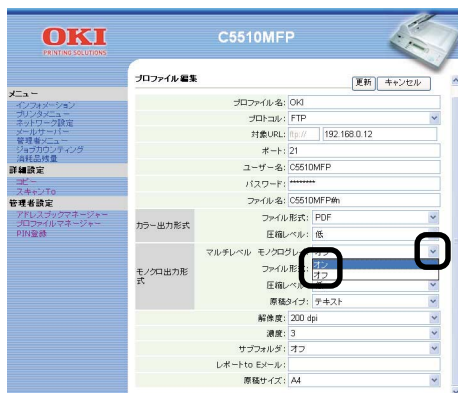 OKI
PRINTING SOLUTIONS
C5510MFP
メニュー
インフォメーション
プリンタメニュー
ネットワーク設定
メールサーバー
管理者メニュー
ジョブアカウンティング
消耗品残量
詳細設定
コピー
スキャンTo
管理者設定
アドレスブックマネージャー
プロファイルマネージャー
PIN登録
プロファイル編集
更新 キャンセル
プロファイル名: OKI
プロトコル: FTP
対象URL: ftp:// 192.168.0.12
ポート: 21
ユーザー名: C5510MFP
パスワード: ********
ファイル名: C5510MFP#n
カラー出力形式
ファイル形式: PDF
圧縮レベル: 低
モノクロ出力形式
マルチレベル モノクログレー オフ
オン
オフ
ファイル形
圧縮レベ
原稿タイプ: テキスト
解像度: 200 dpi
濃度: 3
サブフォルダ: オフ
レポートto Eメール:
原稿サイズ: A4